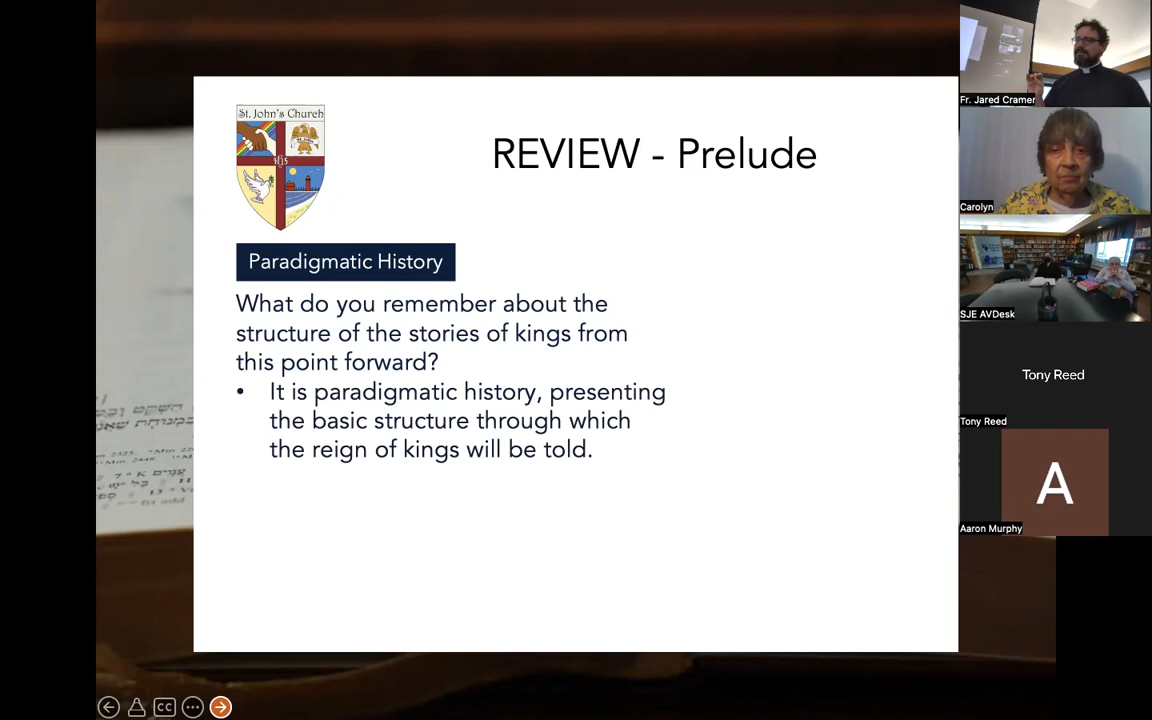 St. John's Church
REVIEW - Prelude
Paradigmatic History
What do you remember about the
structure of the stories of kings from
this point forward?
• It is paradigmatic history, presenting
the basic structure through which
the reign of kings will be told.
Fr. Jared Cramer
Carolyn
SJE AVDesk
Tony Reed
Tony Reed
A
Aaron Murphy
CC